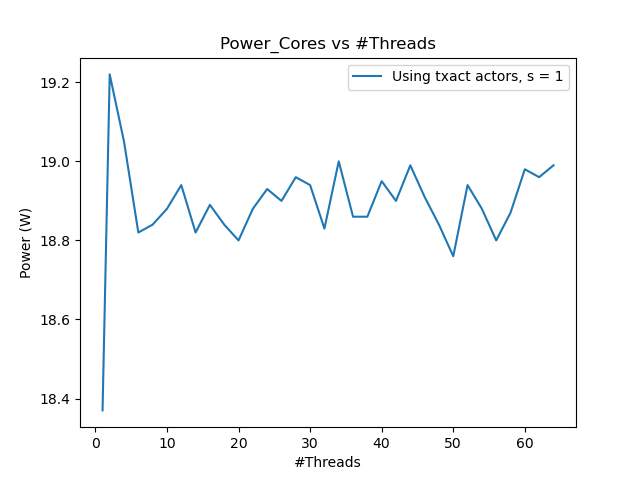 Power_Cores vs #Threads
Using txact actors, s = 1
19.2
19.0
18.8
18.6
18.4
Power (W)
0 10 20 30 40 50 60
#Threads